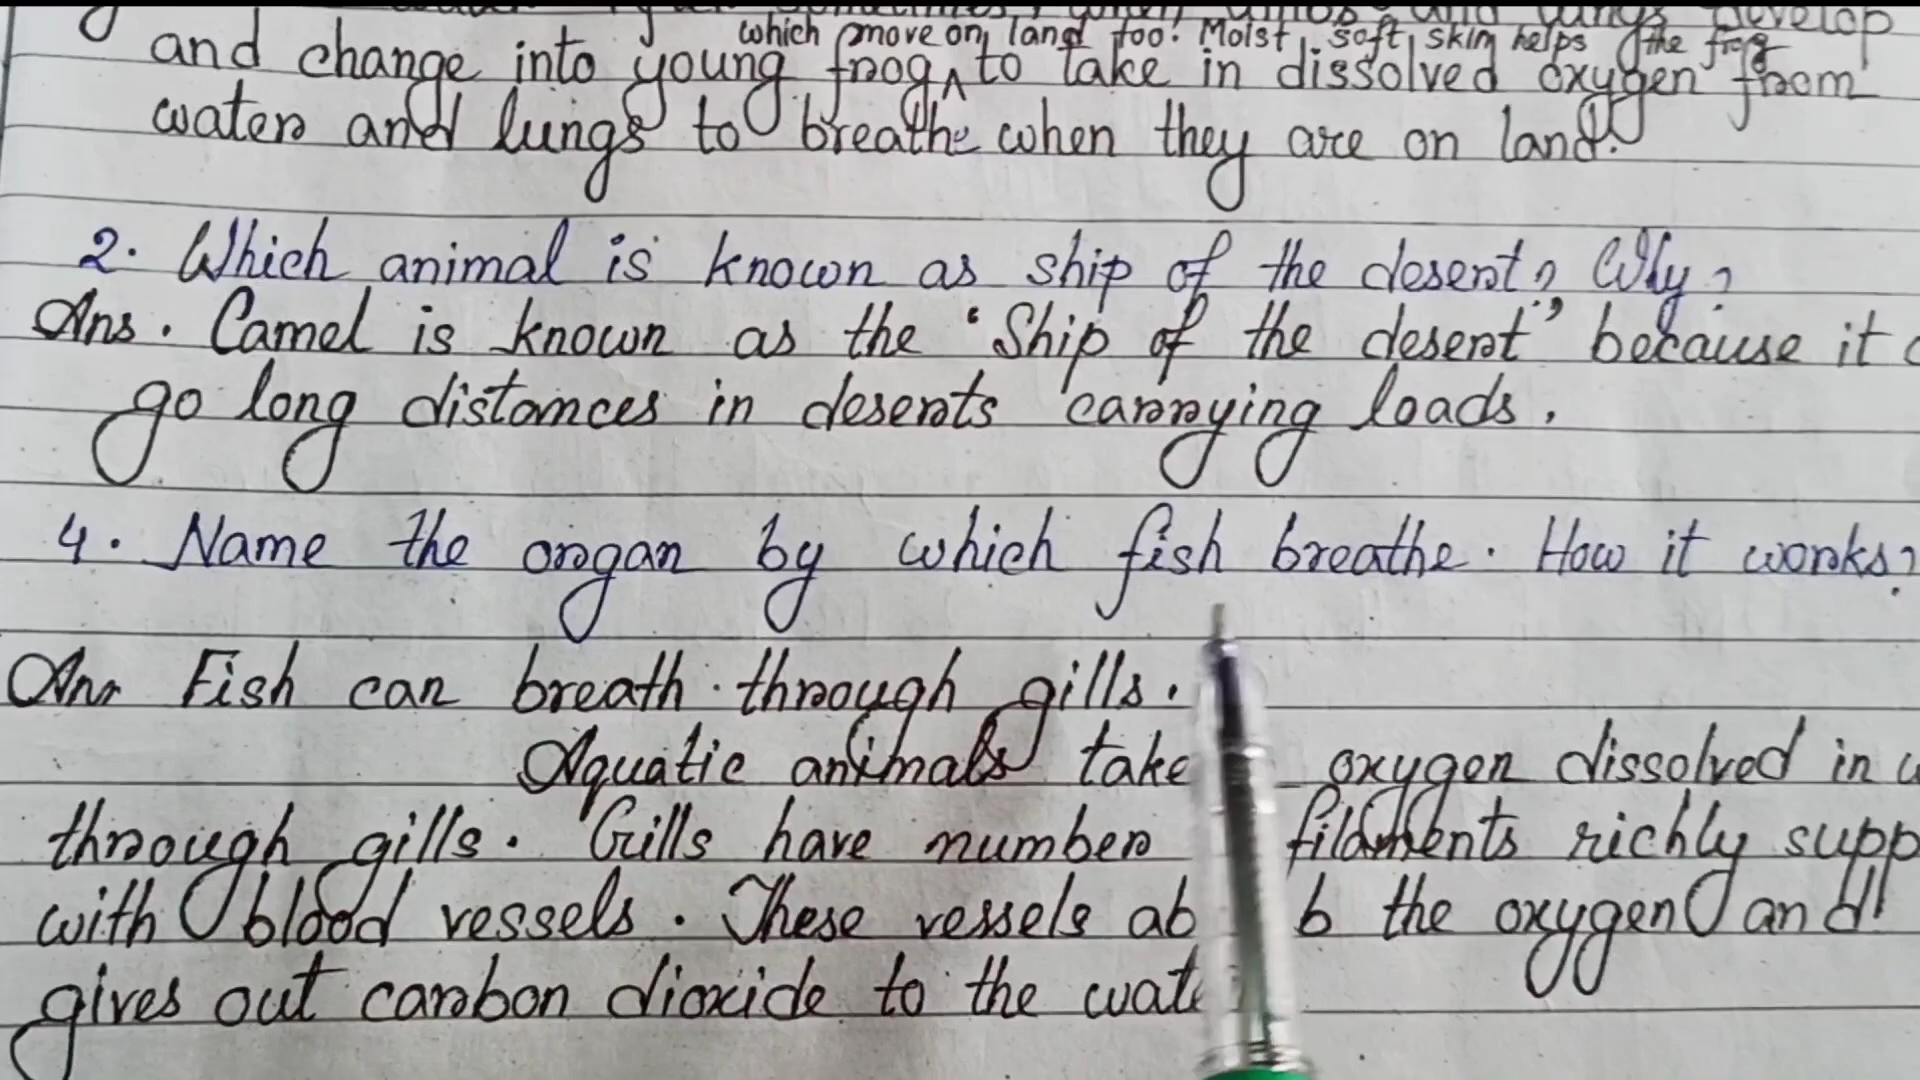 develop
which move on land too. Moist, soft skin helps the frog
and change into young frog ^ to take in dissolved oxygen from
water and lungs to breathe when they are on land.
2. Which animal is known as ship of the desert? Why?
Ans. Camel is known as the "Ship of the desert" because it
go long distances in deserts carrying loads.
4. Name the organ by which fish breathe. How it works?
Ans Fish can breath through gills.
Aquatic animals take oxygen dissolved in
through gills. Gills have number filaments richly
with blood vessels. These vessels the oxygen and
gives out carbon dioxide to the